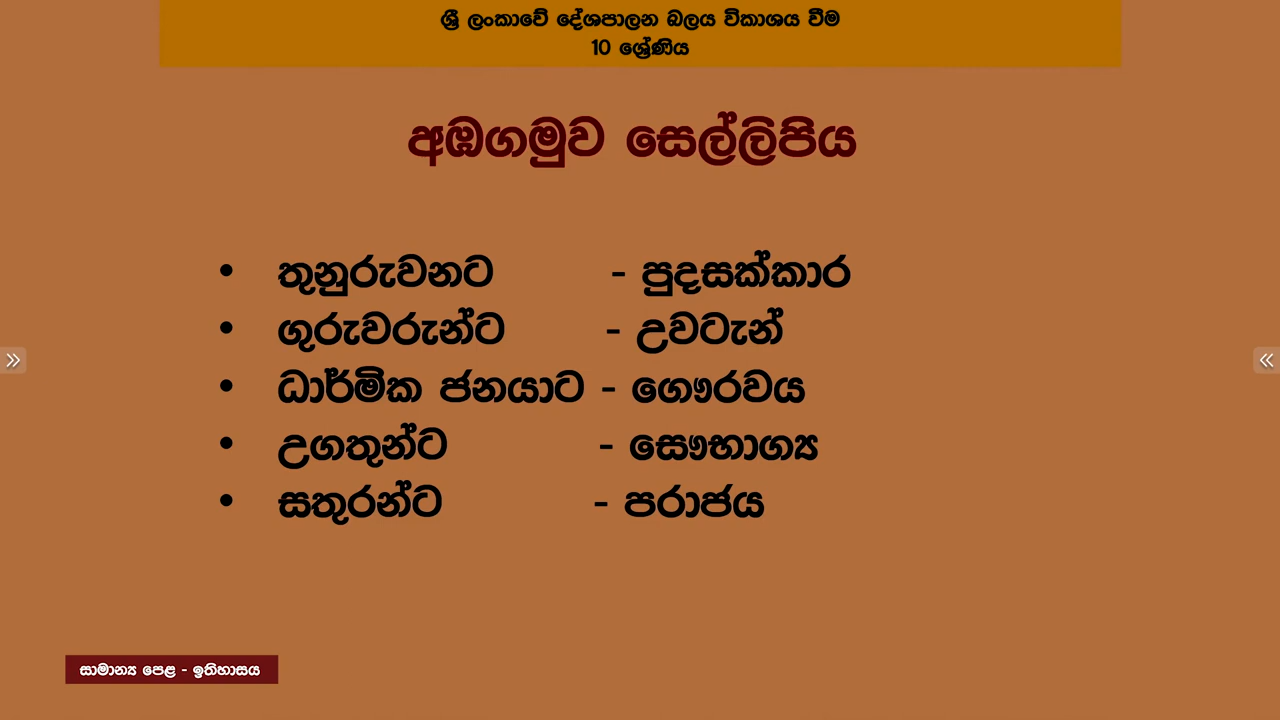 ශ්‍රී ලංකාවේ දේශපාලන බලය විකාශය වීම
10 ශ්‍රේණිය
අඹගමුව සෙල්ලිපිය
• තුනුරුවනට - පුදසක්කාර
• ගුරුවරුන්ට - උවටැන්
• ධාර්මික ජනයාට - ගෞරවය
• උගතුන්ට - සෞභාග්‍ය
• සතුරන්ට - පරාජය
සාමාන්‍ය පෙළ - ඉතිහාසය